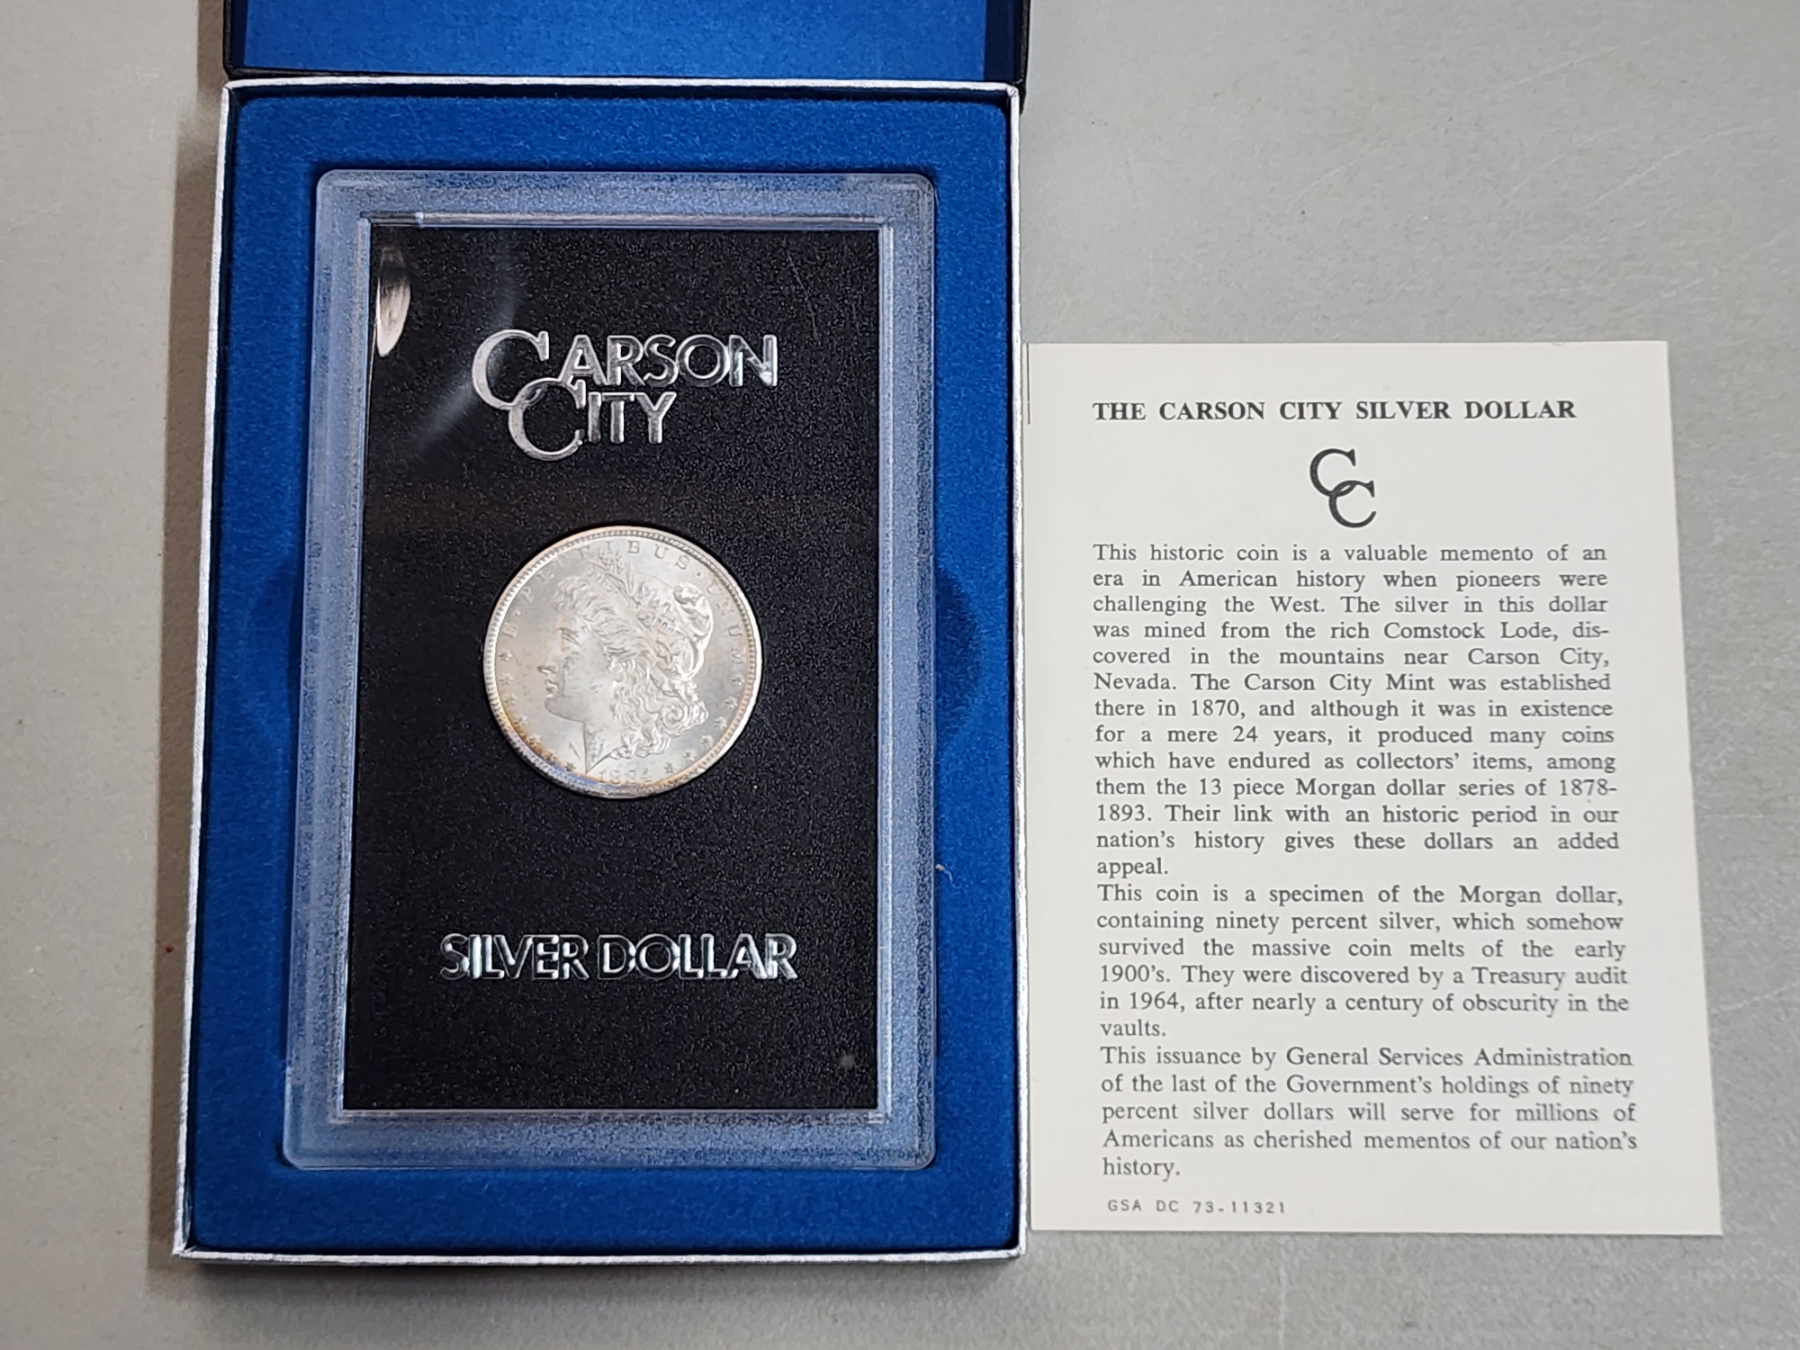 CARSON
CITY
E · PLURIBUS · UNUM
SILVER DOLLAR
THE CARSON CITY SILVER DOLLAR
CC
This historic coin is a valuable memento of an
era in American history when pioneers were
challenging the West. The silver in this dollar
was mined from the rich Comstock Lode, dis-
covered in the mountains near Carson City,
Nevada. The Carson City Mint was established
there in 1870, and although it was in existence
for a mere 24 years, it produced many coins
which have endured as collectors' items, among
them the 13 piece Morgan dollar series of 1878-
1893. Their link with an historic period in our
nation's history gives these dollars an added
appeal.
This coin is a specimen of the Morgan dollar,
containing ninety percent silver, which somehow
survived the massive coin melts of the early
1900's. They were discovered by a Treasury audit
in 1964, after nearly a century of obscurity in the
vaults.
This issuance by General Services Administration
of the last of the Government's holdings of ninety
percent silver dollars will serve for millions of
Americans as cherished mementos of our nation's
history.
GSA DC 73-11321